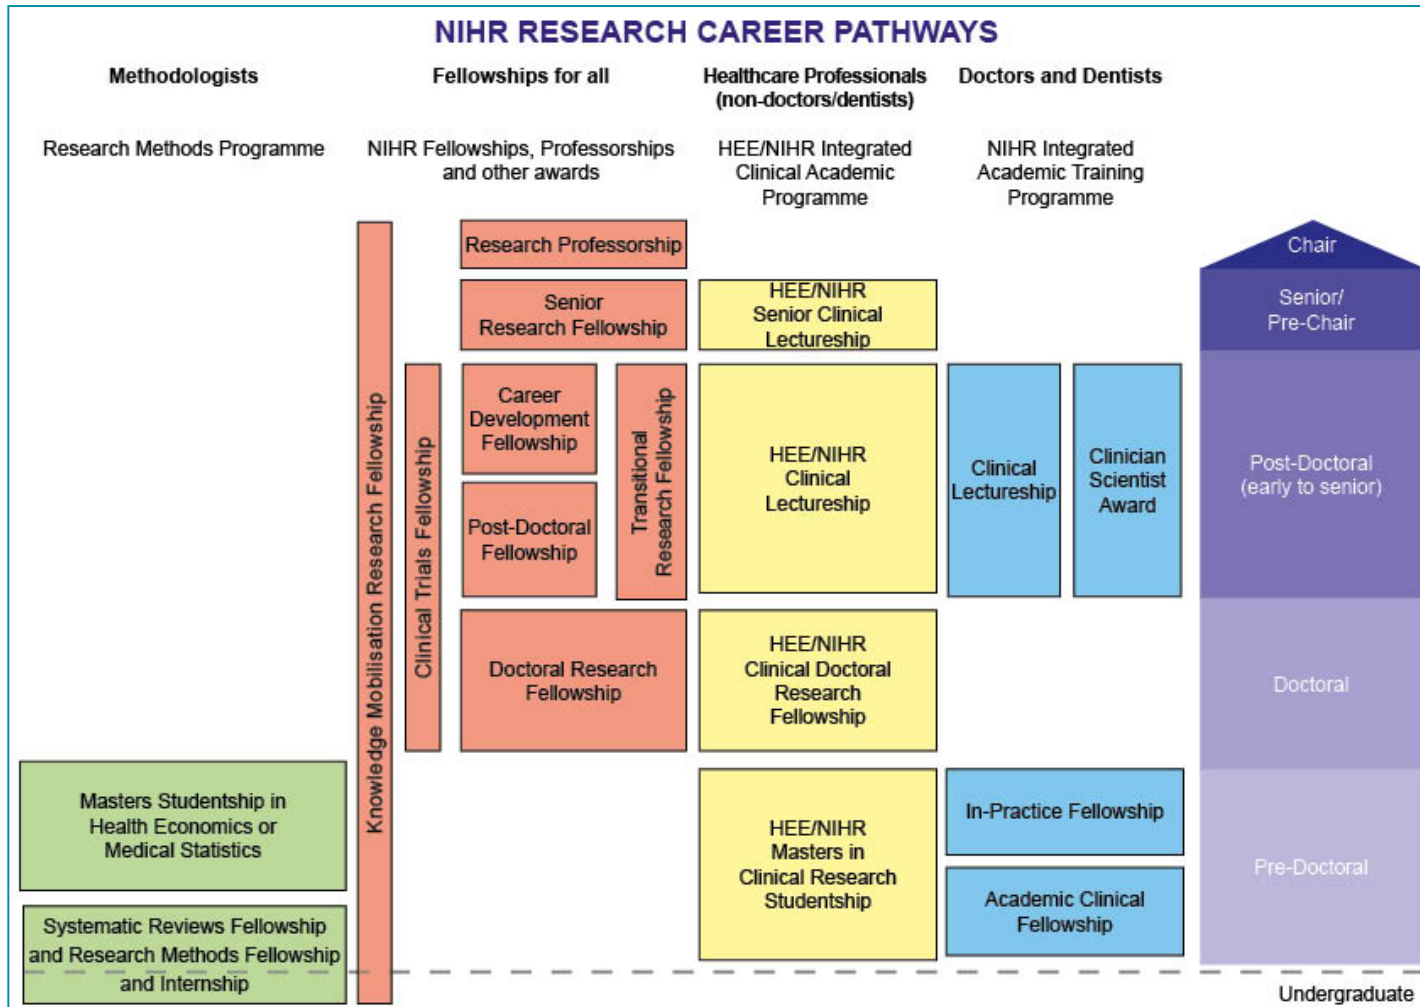 NIHR RESEARCH CAREER PATHWAYS
Methodologists
Fellowships for all
Healthcare Professionals
(non-doctors/dentists)
Doctors and Dentists
Research Methods Programme
NIHR Fellowships, Professorships
and other awards
HEE/NIHR Integrated
Clinical Academic
Programme
NIHR Integrated
Academic Training
Programme
Knowledge Mobilisation Research Fellowship
Research Professorship
Chair
Senior
Research Fellowship
HEE/NIHR
Senior Clinical
Lectureship
Senior/
Pre-Chair
Clinical Trials Fellowship
Career
Development
Fellowship
Transitional
Research Fellowship
Post-Doctoral
Fellowship
HEE/NIHR
Clinical
Lectureship
Clinical
Lectureship
Clinician
Scientist
Award
Post-Doctoral
(early to senior)
Doctoral Research
Fellowship
HEE/NIHR
Clinical Doctoral
Research
Fellowship
Doctoral
Masters Studentship in
Health Economics or
Medical Statistics
HEE/NIHR
Masters in
Clinical Research
Studentship
In-Practice Fellowship
Academic Clinical
Fellowship
Pre-Doctoral
Systematic Reviews Fellowship
and Research Methods Fellowship
and Internship
Undergraduate